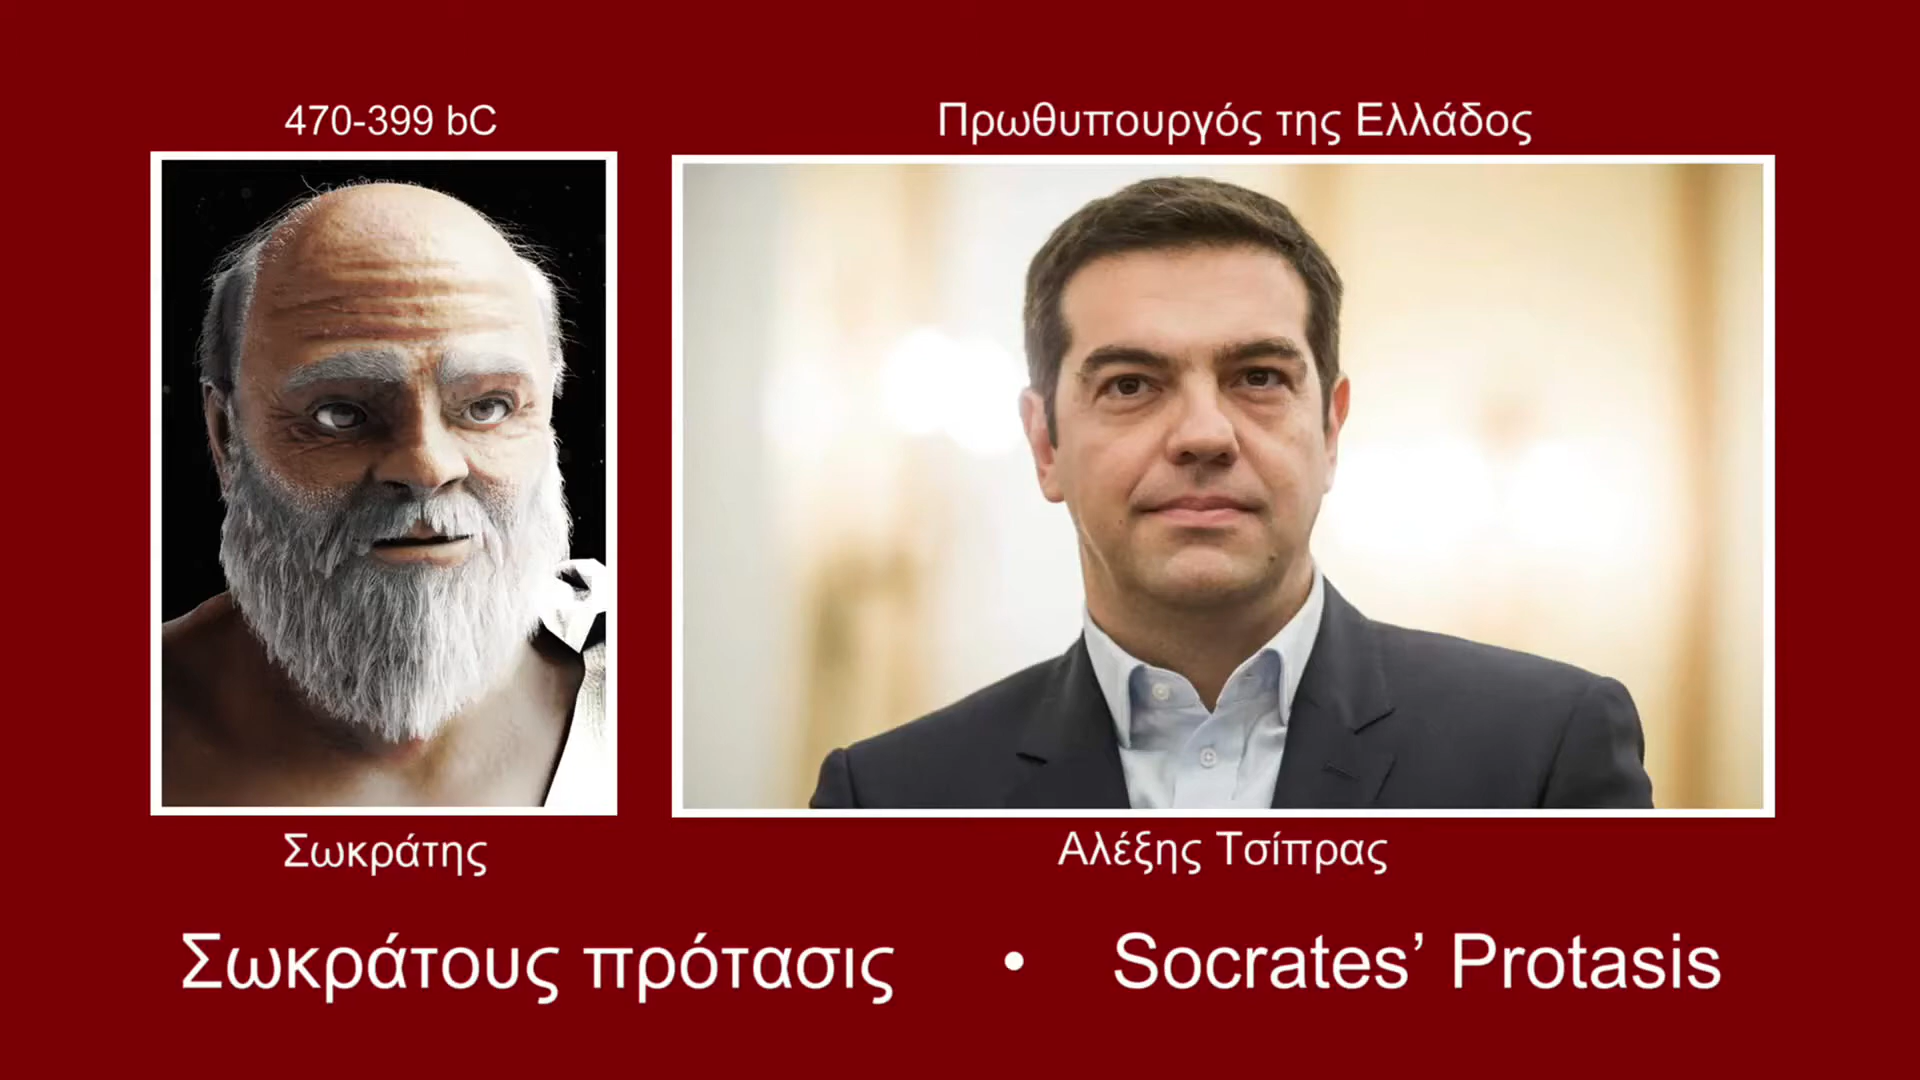 470-399 bC
Πρωθυπουργός της Ελλάδος
Σωκράτης
Αλέξης Τσίπρας
Σωκράτους πρότασις • Socrates’ Protasis